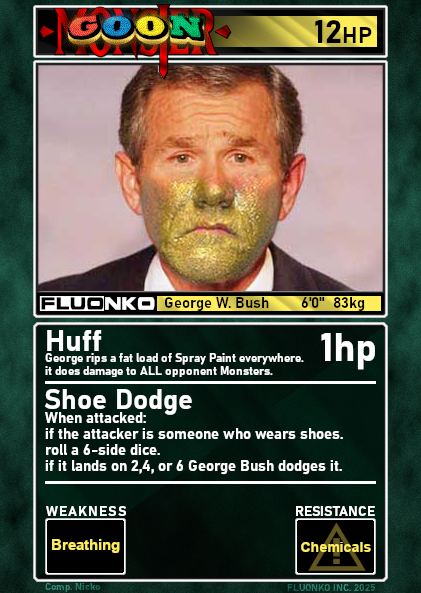 MONSTER
GOON
12HP
FLUONKO George W. Bush 6'0" 83kg
Huff
1hp
George rips a fat load of Spray Paint everywhere.
it does damage to ALL opponent Monsters.
Shoe Dodge
When attacked:
if the attacker is someone who wears shoes.
roll a 6-side dice.
if it lands on 2,4, or 6 George Bush dodges it.
WEAKNESS
RESISTANCE
Breathing
Chemicals
Comp. Nicko
FLUONKO INC. 2025